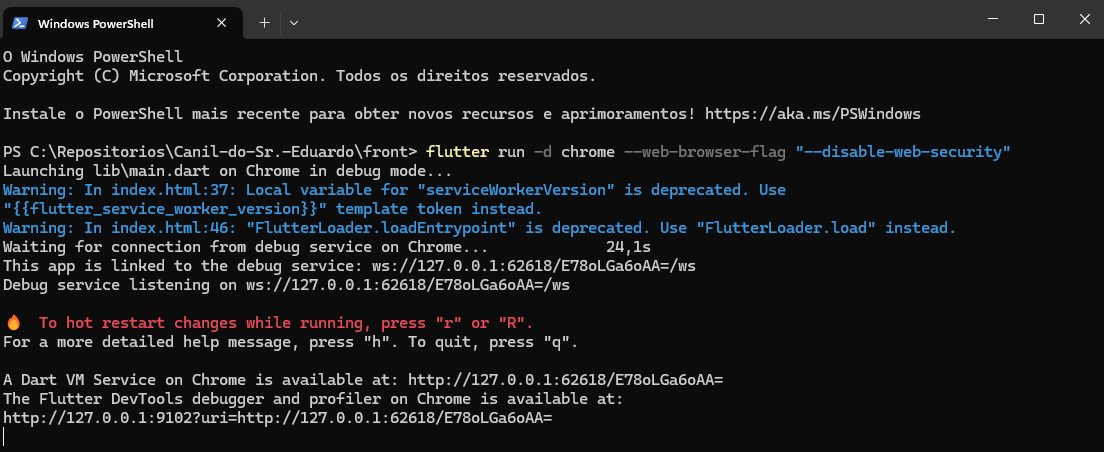 Windows PowerShell
O Windows PowerShell
Copyright (C) Microsoft Corporation. Todos os direitos reservados.
Instale o PowerShell mais recente para obter novos recursos e aprimoramentos! https://aka.ms/PSWindows
PS C:\Repositorios\Canil-do-Sr.-Eduardo\front> flutter run -d chrome --web-browser-flag "--disable-web-security"
Launching lib\main.dart on Chrome in debug mode...
Warning: In index.html:37: Local variable for "serviceWorkerVersion" is deprecated. Use
"{{flutter_service_worker_version}}" template token instead.
Warning: In index.html:46: "FlutterLoader.loadEntrypoint" is deprecated. Use "FlutterLoader.load" instead.
Waiting for connection from debug service on Chrome... 24,1s
This app is linked to the debug service: ws://127.0.0.1:62618/E78oLGa6oAA=/ws
Debug service listening on ws://127.0.0.1:62618/E78oLGa6oAA=/ws
🔥 To hot restart changes while running, press "r" or "R".
For a more detailed help message, press "h". To quit, press "q".
A Dart VM Service on Chrome is available at: http://127.0.0.1:62618/E78oLGa6oAA=
The Flutter DevTools debugger and profiler on Chrome is available at:
http://127.0.0.1:9102?uri=http://127.0.0.1:62618/E78oLGa6oAA=